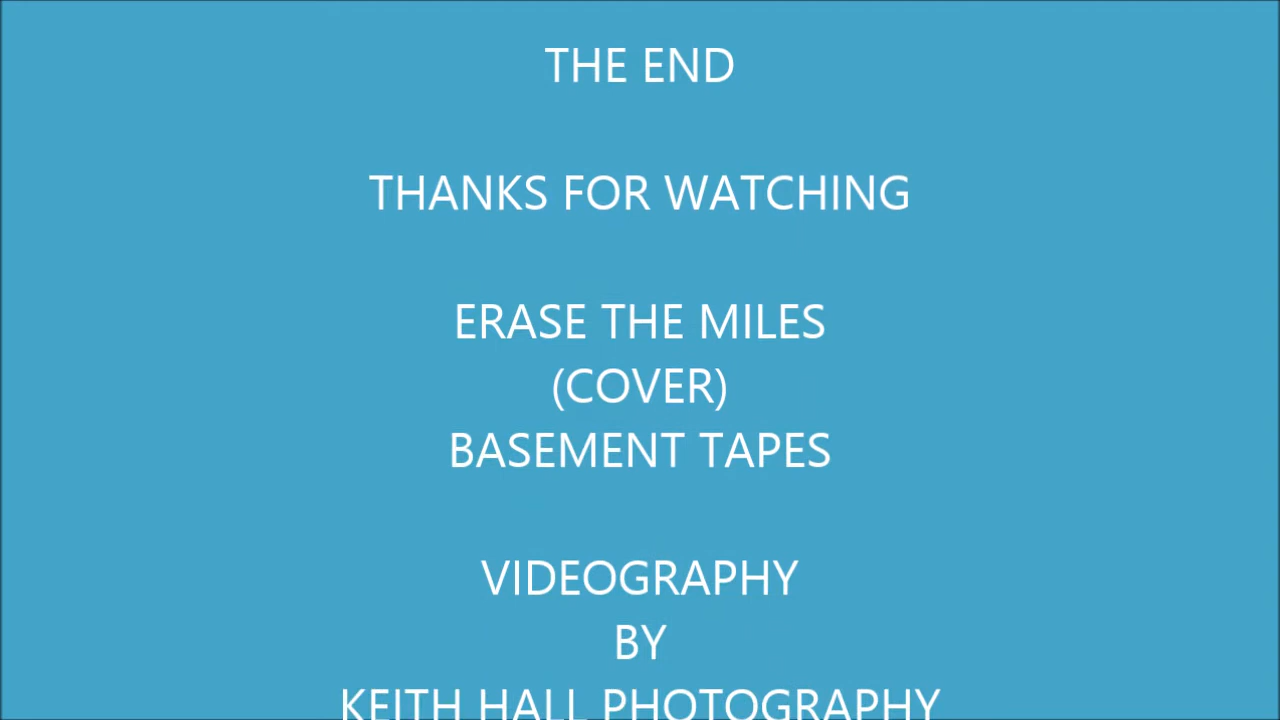 THE END
THANKS FOR WATCHING
ERASE THE MILES
(COVER)
BASEMENT TAPES
VIDEOGRAPHY
BY
KEITH HALL PHOTOGRAPHY